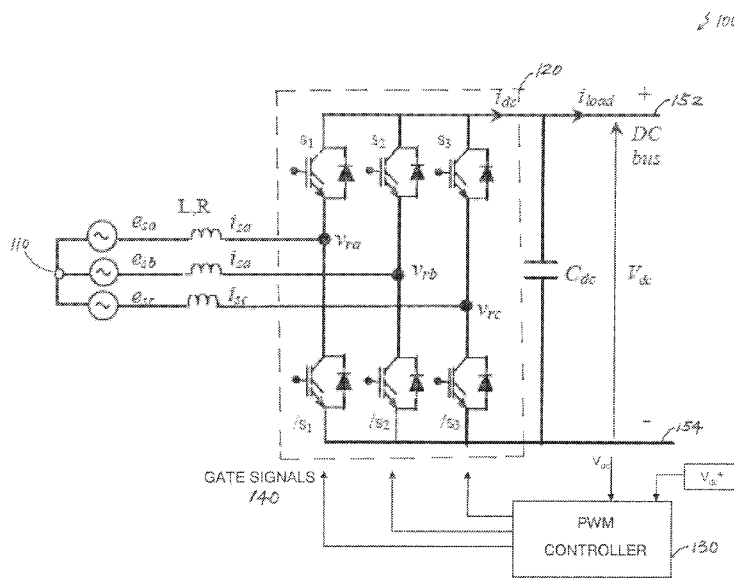 100
120
i_dc
i_load
+
152
DC
bus
s1
s2
s3
L,R
e_sa
i_sa
v_ra
110
e_sb
i_sa
v_rb
C_dc
V_dc
e_sc
i_sc
v_rc
/s1
/s2
/s3
-
154
GATE SIGNALS
140
V_dc
V_dc*
PWM
CONTROLLER
130